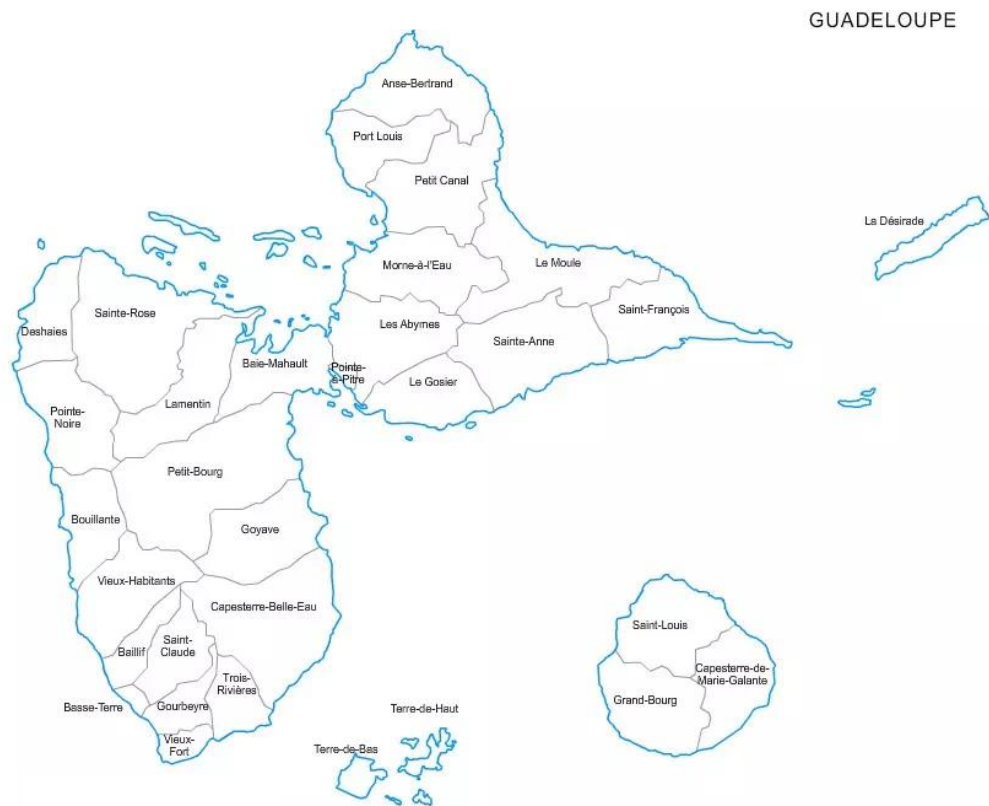 GUADELOUPE
Anse-Bertrand
Port Louis
Petit Canal
La Désirade
Morne-à-l'Eau
Le Moule
Sainte-Rose
Saint-François
Deshaies
Les Abymes
Sainte-Anne
Baie-Mahault
Pointe-
à-Pitre
Le Gosier
Lamentin
Pointe-
Noire
Petit-Bourg
Bouillante
Goyave
Vieux-Habitants
Capesterre-Belle-Eau
Saint-Louis
Saint-
Claude
Baillif
Capesterre-de-
Marie-Galante
Trois-
Rivières
Grand-Bourg
Basse-Terre
Gourbeyre
Terre-de-Haut
Vieux-
Fort
Terre-de-Bas